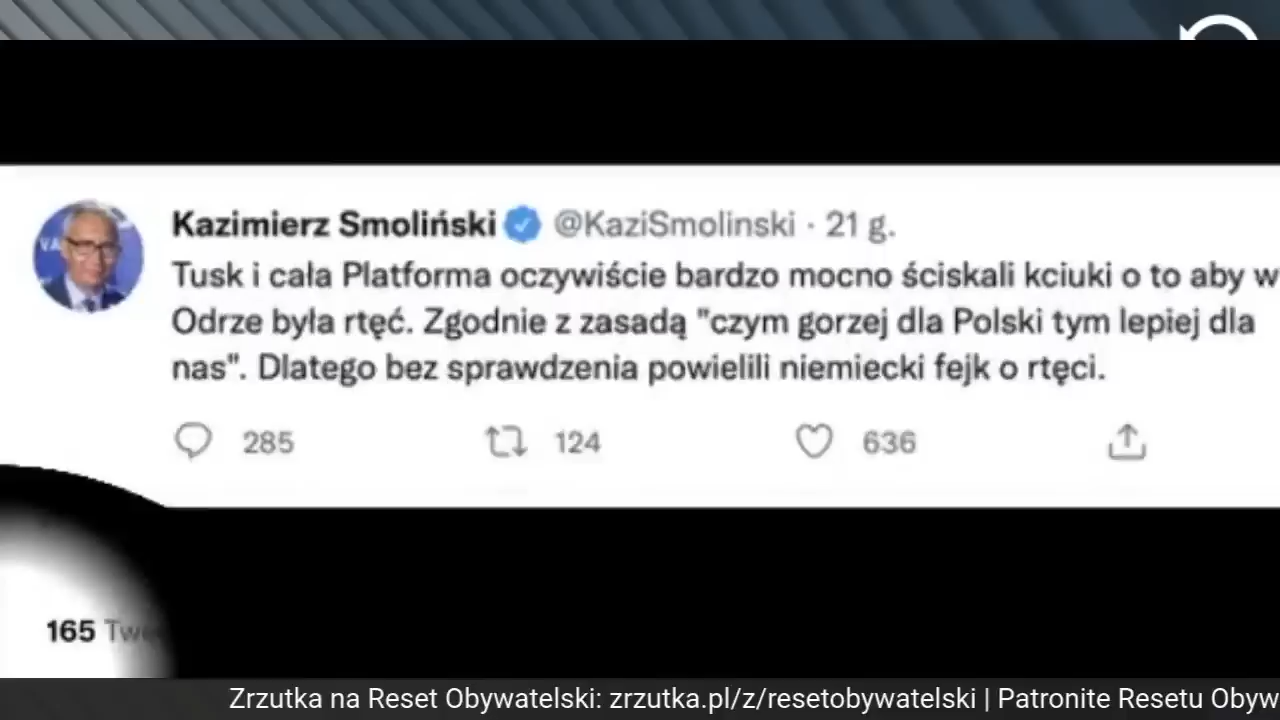 Kazimierz Smoliński @KaziSmolinski · 21 g.
Tusk i cała Platforma oczywiście bardzo mocno ściskali kciuki o to aby w
Odrze była rtęć. Zgodnie z zasadą "czym gorzej dla Polski tym lepiej dla
nas". Dlatego bez sprawdzenia powielili niemiecki fejk o rtęci.
285 124 636
165
Zrzutka na Reset Obywatelski: zrzutka.pl/z/resetobywatelski | Patronite Resetu Obyw